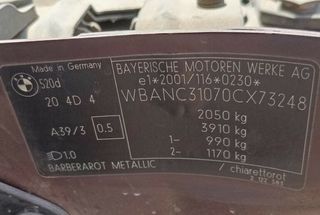 Made in Germany
BAYERISCHE MOTOREN WERKE AG
520d
e1*2001/116*0230*
20 4D 4
WBANC31070CX73248
2050 kg
A39/3 0.5
3910 kg
1- 990 kg
1.0
2- 1170 kg
BARBERAROT METALLIC
/ chiarettorot